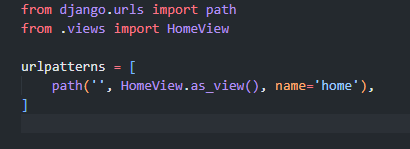 from django.urls import path
from .views import HomeView

urlpatterns = [
    path('', HomeView.as_view(), name='home'),
]